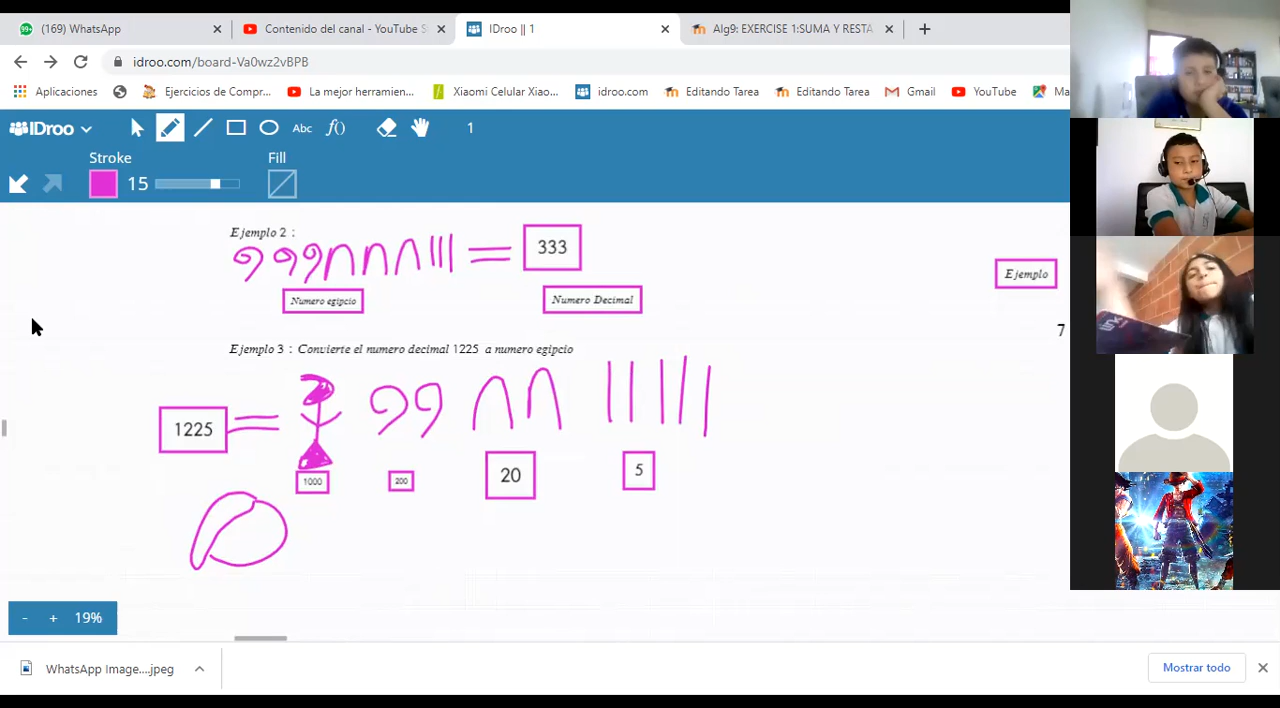 (169) WhatsApp
Contenido del canal - YouTube S
IDroo || 1
Alg9: EXERCISE 1:SUMA Y RESTA
idroo.com/board-Va0wz2vBPB
Aplicaciones
Ejercicios de Compr...
La mejor herramien...
Xiaomi Celular Xiao...
idroo.com
Editando Tarea
Editando Tarea
Gmail
YouTube
Ma
IDroo
Abc
f()
1
Stroke
Fill
15
Ejemplo 2 :
= 333
Numero egipcio
Numero Decimal
Ejemplo
7
Ejemplo 3 : Convierte el numero decimal 1225 a numero egipcio
1225 =
1000
200
20
5
- + 19%
WhatsApp Image....jpeg
Mostrar todo